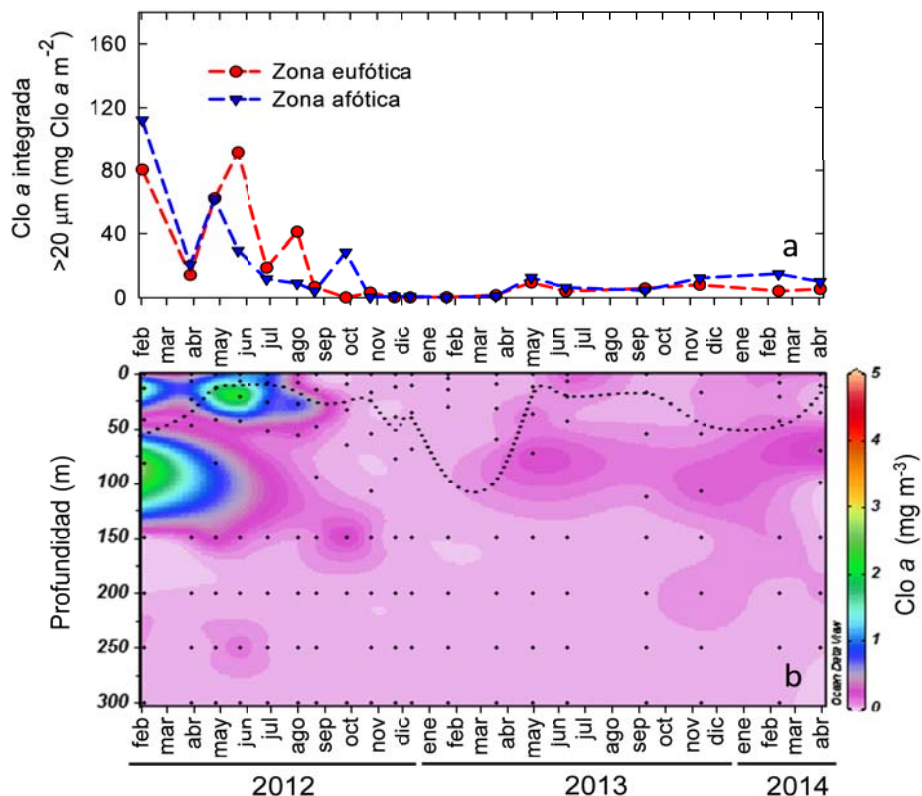 160
120
80
40
0
Clo a integrada
>20 µm (mg Clo a m-2)
Zona eufótica
Zona afótica
a
feb mar abr may jun jul ago sep oct nov dic ene feb mar abr may jun jul ago sep oct nov dic ene feb mar abr
0
50
100
150
200
250
300
Profundidad (m)
b
Ocean Data View
5
4
3
2
1
0
Clo a (mg m-3)
feb mar abr may jun jul ago sep oct nov dic ene feb mar abr may jun jul ago sep oct nov dic ene feb mar abr
2012 2013 2014